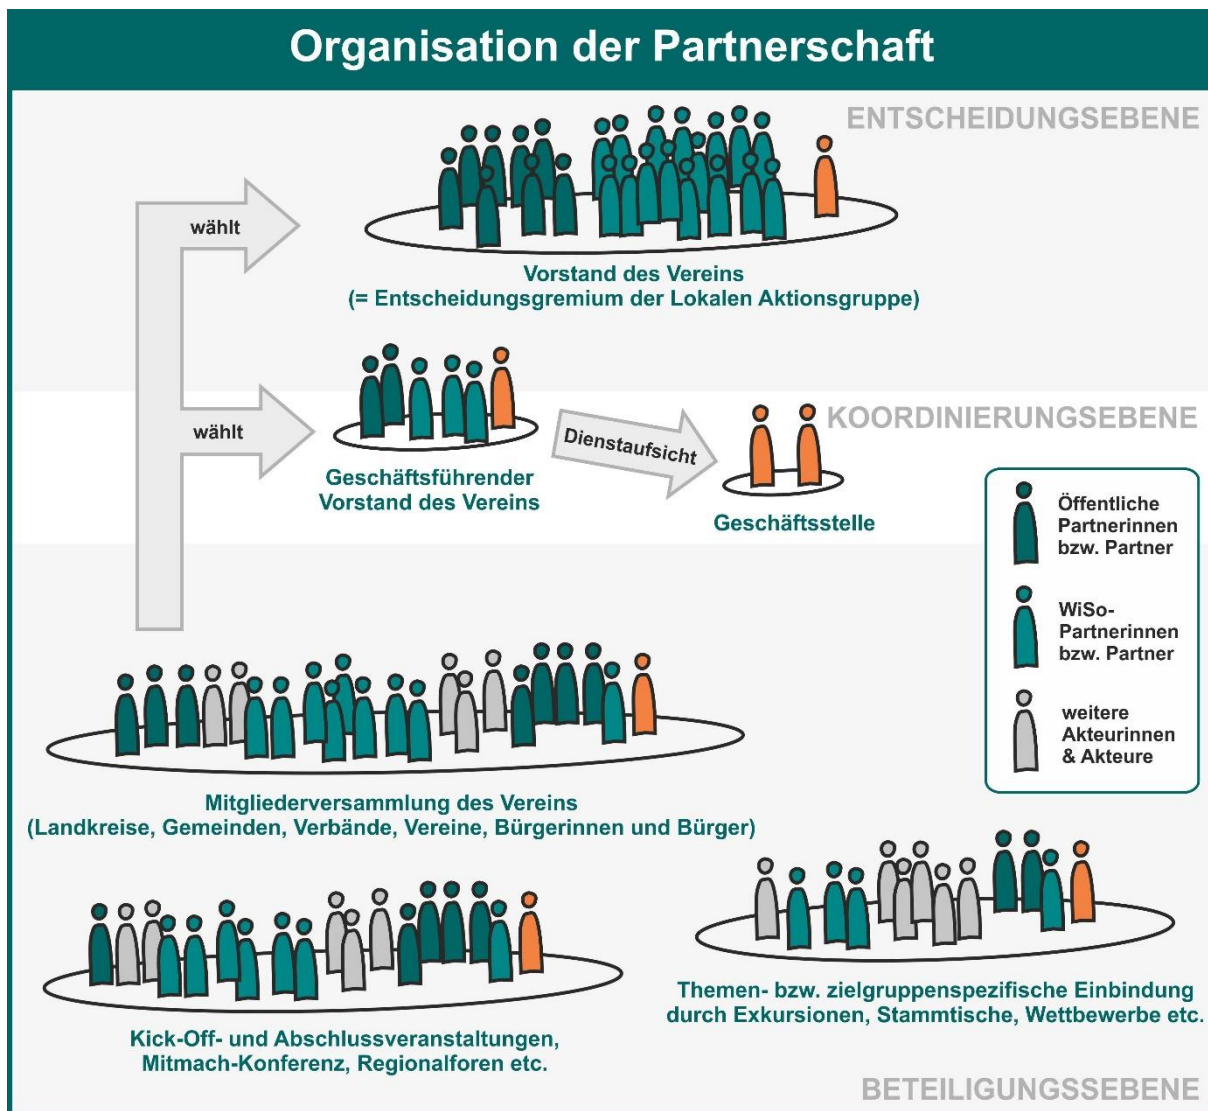 Organisation der Partnerschaft
ENTSCHEIDUNGSEBENE
wählt
Vorstand des Vereins
(= Entscheidungsgremium der Lokalen Aktionsgruppe)
KOORDINIERUNGSEBENE
wählt
Dienstaufsicht
Geschäftsführender
Vorstand des Vereins
Geschäftsstelle
Öffentliche
Partnerinnen
bzw. Partner
WiSo-
Partnerinnen
bzw. Partner
weitere
Akteurinnen
& Akteure
Mitgliederversammlung des Vereins
(Landkreise, Gemeinden, Verbände, Vereine, Bürgerinnen und Bürger)
Themen- bzw. zielgruppenspezifische Einbindung
durch Exkursionen, Stammtische, Wettbewerbe etc.
Kick-Off- und Abschlussveranstaltungen,
Mitmach-Konferenz, Regionalforen etc.
BETEILIGUNGSSEBENE